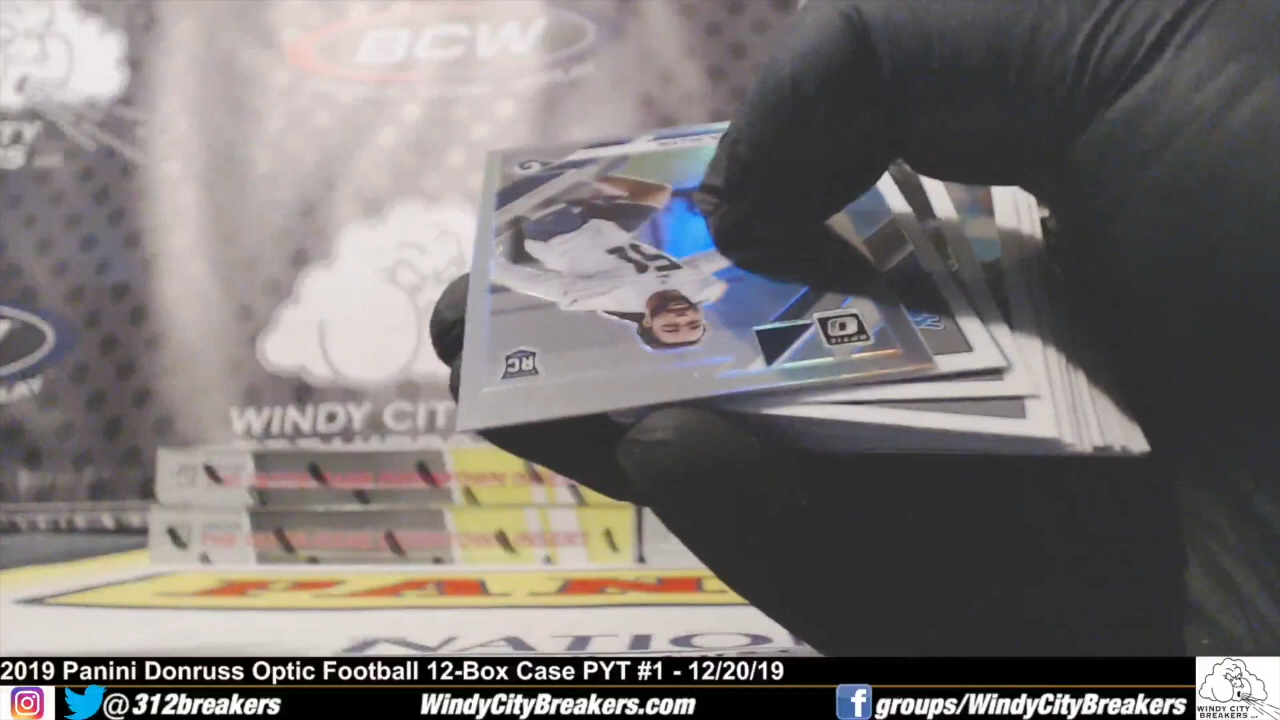 BCW
WINDY CIT
RC
OPTIC
PANI
NATIO
2019 Panini Donruss Optic Football 12-Box Case PYT #1 - 12/20/19
@312breakers
WindyCityBreakers.com
groups/WindyCityBreakers
WINDY CITY
BREAKERS